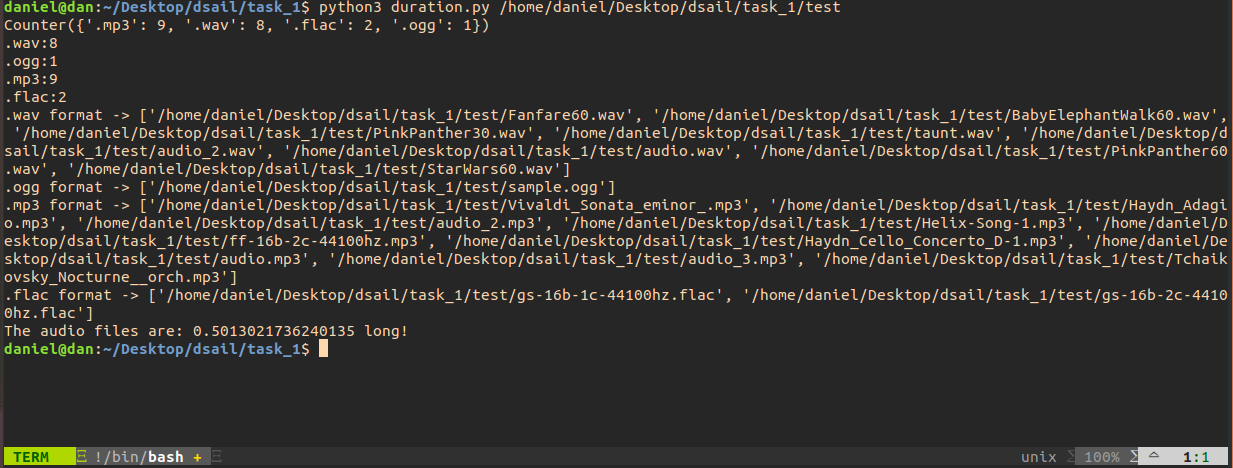 daniel@dan:~/Desktop/dsail/task_1$ python3 duration.py /home/daniel/Desktop/dsail/task_1/test
Counter({'.mp3': 9, '.wav': 8, '.flac': 2, '.ogg': 1})
.wav:8
.ogg:1
.mp3:9
.flac:2
.wav format -> ['/home/daniel/Desktop/dsail/task_1/test/Fanfare60.wav', '/home/daniel/Desktop/dsail/task_1/test/BabyElephantWalk60.wav',
 '/home/daniel/Desktop/dsail/task_1/test/PinkPanther30.wav', '/home/daniel/Desktop/dsail/task_1/test/taunt.wav', '/home/daniel/Desktop/d
sail/task_1/test/audio_2.wav', '/home/daniel/Desktop/dsail/task_1/test/audio.wav', '/home/daniel/Desktop/dsail/task_1/test/PinkPanther60
.wav', '/home/daniel/Desktop/dsail/task_1/test/StarWars60.wav']
.ogg format -> ['/home/daniel/Desktop/dsail/task_1/test/sample.ogg']
.mp3 format -> ['/home/daniel/Desktop/dsail/task_1/test/Vivaldi_Sonata_eminor_.mp3', '/home/daniel/Desktop/dsail/task_1/test/Haydn_Adagi
o.mp3', '/home/daniel/Desktop/dsail/task_1/test/audio_2.mp3', '/home/daniel/Desktop/dsail/task_1/test/Helix-Song-1.mp3', '/home/daniel/D
esktop/dsail/task_1/test/ff-16b-2c-44100hz.mp3', '/home/daniel/Desktop/dsail/task_1/test/Haydn_Cello_Concerto_D-1.mp3', '/home/daniel/De
sktop/dsail/task_1/test/audio.mp3', '/home/daniel/Desktop/dsail/task_1/test/audio_3.mp3', '/home/daniel/Desktop/dsail/task_1/test/Tchaik
ovsky_Nocturne__orch.mp3']
.flac format -> ['/home/daniel/Desktop/dsail/task_1/test/gs-16b-1c-44100hz.flac', '/home/daniel/Desktop/dsail/task_1/test/gs-16b-2c-4410
0hz.flac']
The audio files are: 0.5013021736240135 long!
daniel@dan:~/Desktop/dsail/task_1$
TERM !/bin/bash + unix 100% 1:1